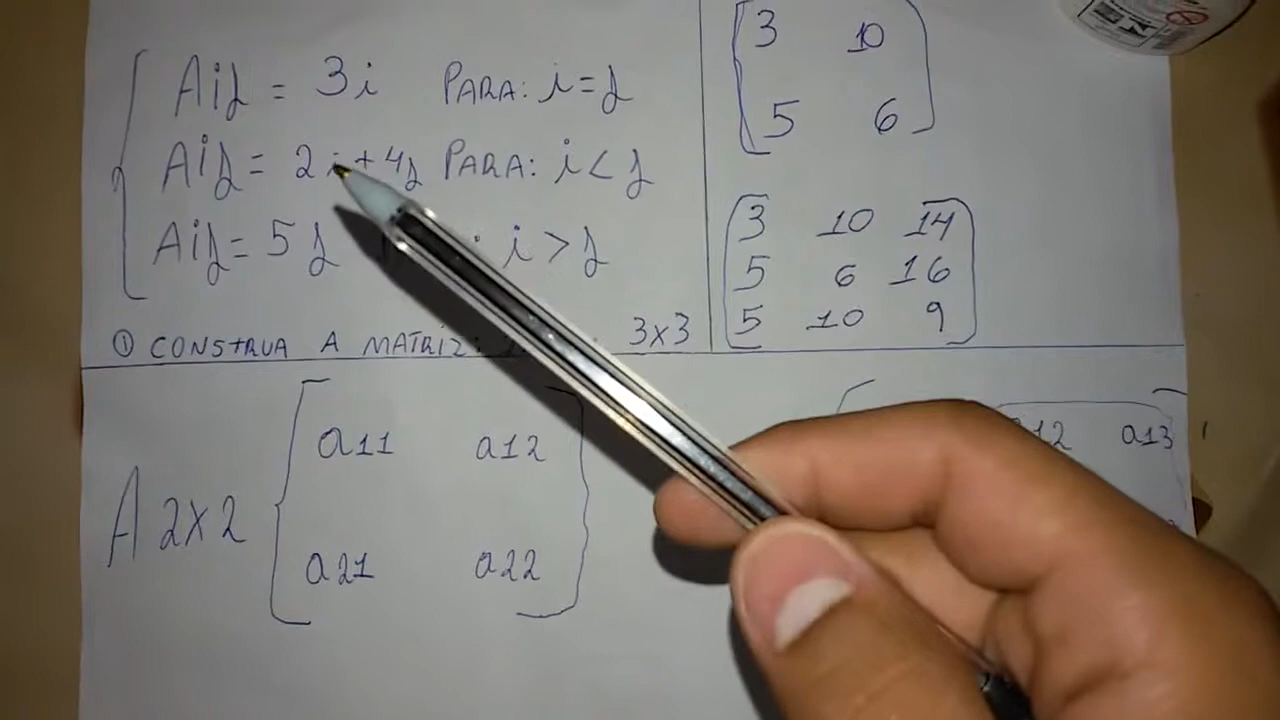 Aij = 3i PARA: i=j
Aij = 2i+4j PARA: i<j
Aij = 5j i>j
① CONSTRUA A MATRIZ: 3x3
3 10
5 6
3 10 14
5 6 16
5 10 9
A 2x2
a11 a12
a21 a22
a12 a13